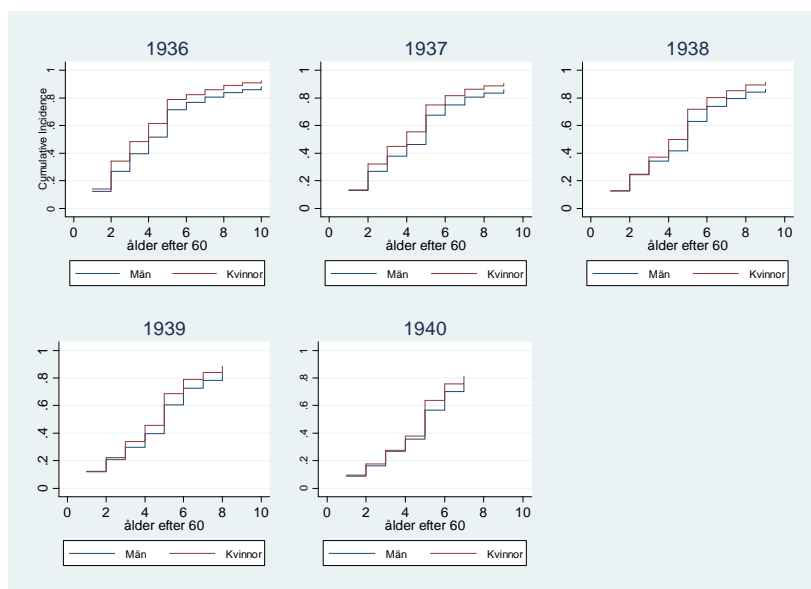 1936
Cumulative Incidence
0 .2 .4 .6 .8 1
0 2 4 6 8 10
ålder efter 60
Män Kvinnor
1937
0 .2 .4 .6 .8 1
0 2 4 6 8 10
ålder efter 60
Män Kvinnor
1938
0 .2 .4 .6 .8 1
0 2 4 6 8 10
ålder efter 60
Män Kvinnor
1939
0 .2 .4 .6 .8 1
0 2 4 6 8 10
ålder efter 60
Män Kvinnor
1940
0 .2 .4 .6 .8 1
0 2 4 6 8 10
ålder efter 60
Män Kvinnor